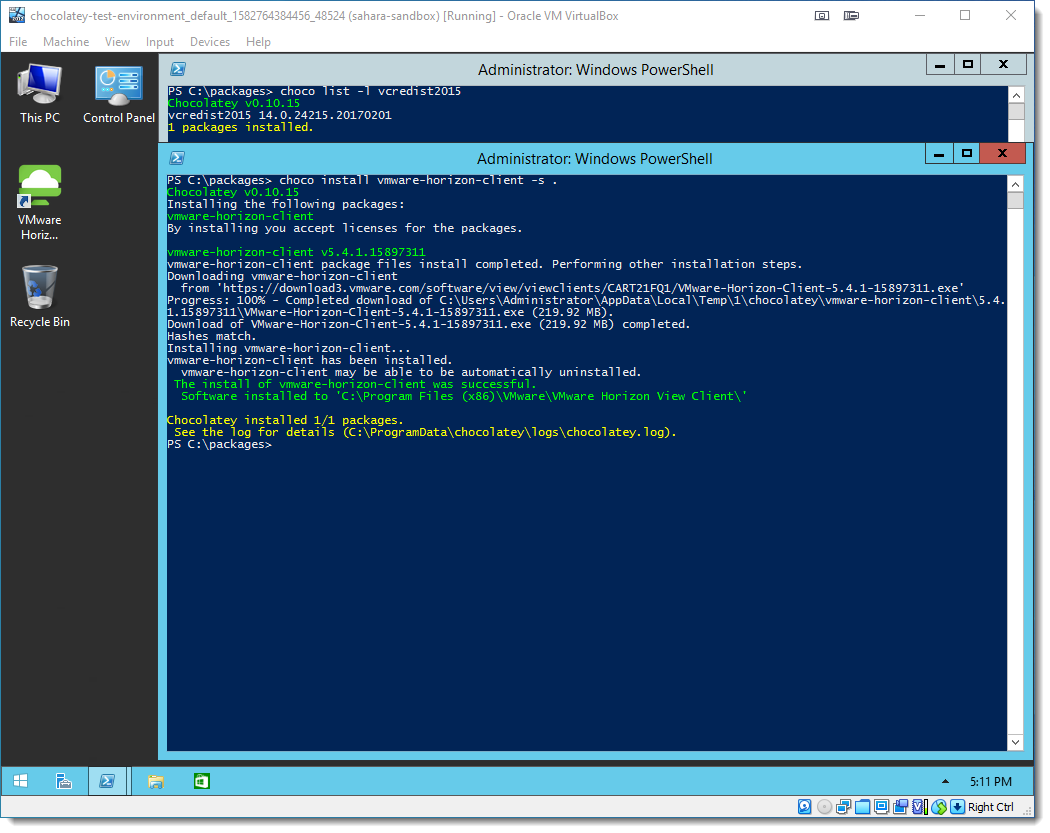 chocolatey-test-environment_default_1582764384456_48524 (sahara-sandbox) [Running] - Oracle VM VirtualBox
File Machine View Input Devices Help
This PC
Control Panel
VMware
Horiz...
Recycle Bin
Administrator: Windows PowerShell
PS C:\packages> choco list -l vcredist2015
Chocolatey v0.10.15
vcredist2015 14.0.24215.20170201
1 packages installed.
Administrator: Windows PowerShell
PS C:\packages> choco install vmware-horizon-client -s .
Chocolatey v0.10.15
Installing the following packages:
vmware-horizon-client
By installing you accept licenses for the packages.
vmware-horizon-client v5.4.1.15897311
vmware-horizon-client package files install completed. Performing other installation steps.
Downloading vmware-horizon-client
from 'https://download3.vmware.com/software/view/viewclients/CART21FQ1/VMware-Horizon-Client-5.4.1-15897311.exe'
Progress: 100% - Completed download of C:\Users\Administrator\AppData\Local\Temp\1\chocolatey\vmware-horizon-client\5.4.
1.15897311\VMware-Horizon-Client-5.4.1-15897311.exe (219.92 MB).
Download of VMware-Horizon-Client-5.4.1-15897311.exe (219.92 MB) completed.
Hashes match.
Installing vmware-horizon-client...
vmware-horizon-client has been installed.
vmware-horizon-client may be able to be automatically uninstalled.
The install of vmware-horizon-client was successful.
Software installed to 'C:\Program Files (x86)\VMware\VMware Horizon View Client\'
Chocolatey installed 1/1 packages.
See the log for details (C:\ProgramData\chocolatey\logs\chocolatey.log).
PS C:\packages>
5:11 PM
Right Ctrl